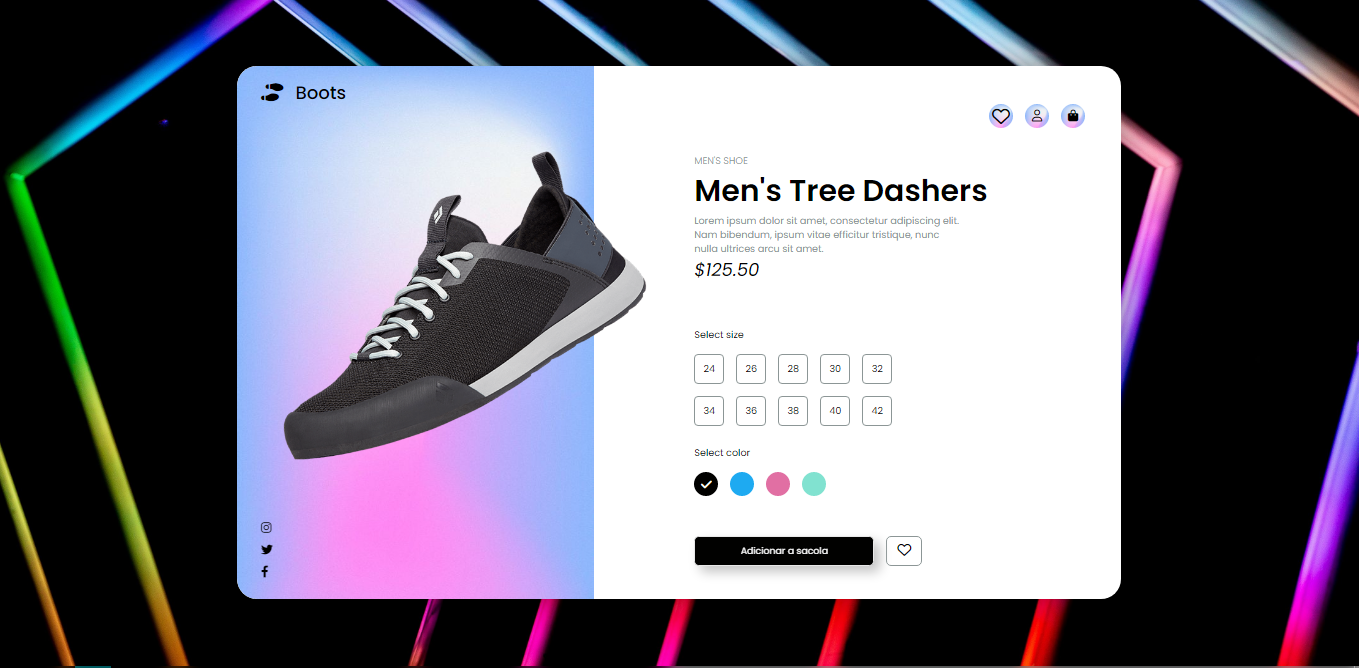 Boots
MEN'S SHOE
Men's Tree Dashers
Lorem ipsum dolor sit amet, consectetur adipiscing elit.
Nam bibendum, ipsum vitae efficitur tristique, nunc
nulla ultrices arcu sit amet.
$125.50
Select size
24 26 28 30 32
34 36 38 40 42
Select color
Adicionar a sacola